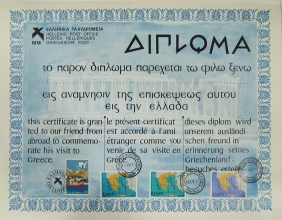 ΕΛΛΗΝΙΚΑ ΤΑΧΥΔΡΟΜΕΙΑ
HELLENIC POST OFFICE
POSTES HELLENIQUES
GRIECHISCHE POST
ΔΙΠΛΩΜΑ
το παρον διπλωμα παρεχεται τω φιλω ξενω
εις αναμνησιν της επισκεψεως αυτου
εις την ελλαδα
this certificate is gran-
ted to our friend from
abroad to commemo-
rate his visit to
Greece.
le présent certificat
est accordé à l'ami
étranger comme sou
venir de sa visite en
Grece.
dieses diplom wird
unserem ausländi-
schen freund in
erinnerung seines
Griechenland-
besuches